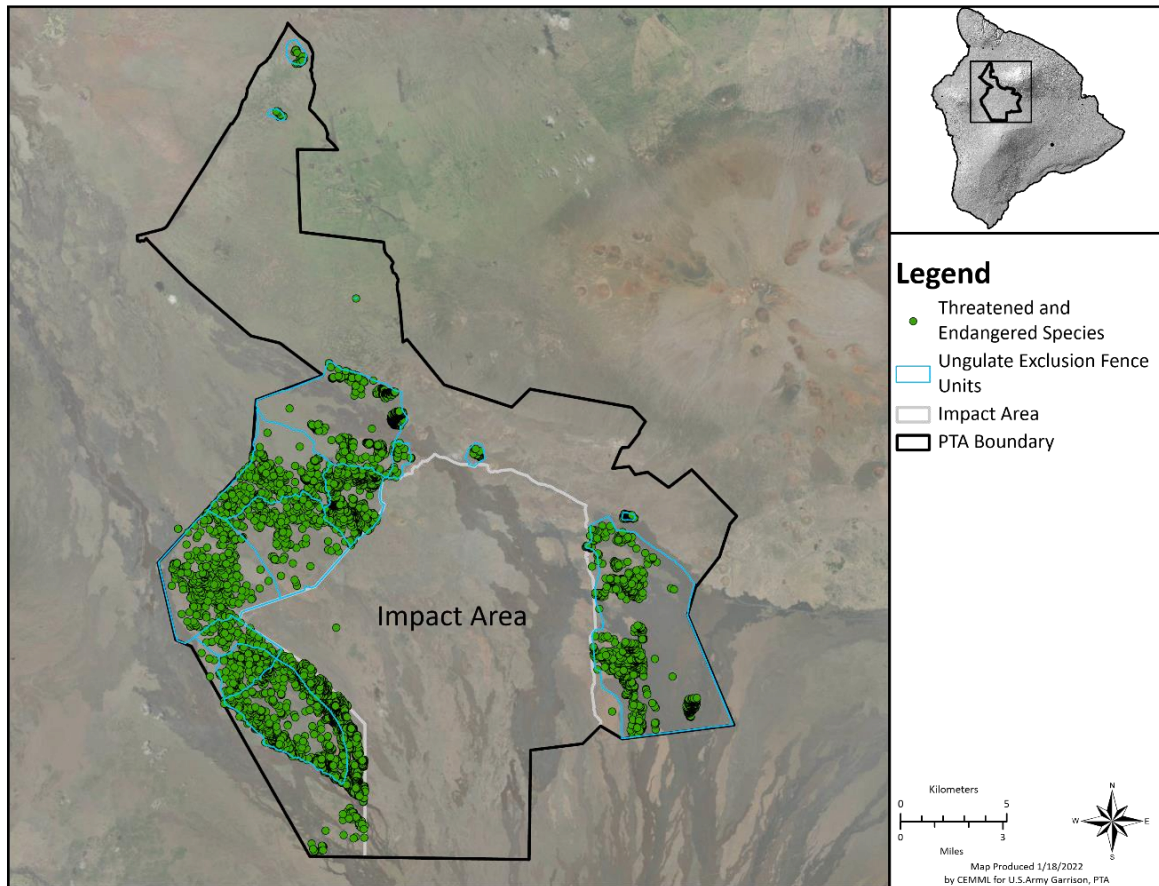 Impact Area
Legend
Threatened and
Endangered Species
Ungulate Exclusion Fence
Units
Impact Area
PTA Boundary
Kilometers
0 5
0 3
Miles
N
W E
S
Map Produced 1/18/2022
by CEMML for U.S.Army Garrison, PTA